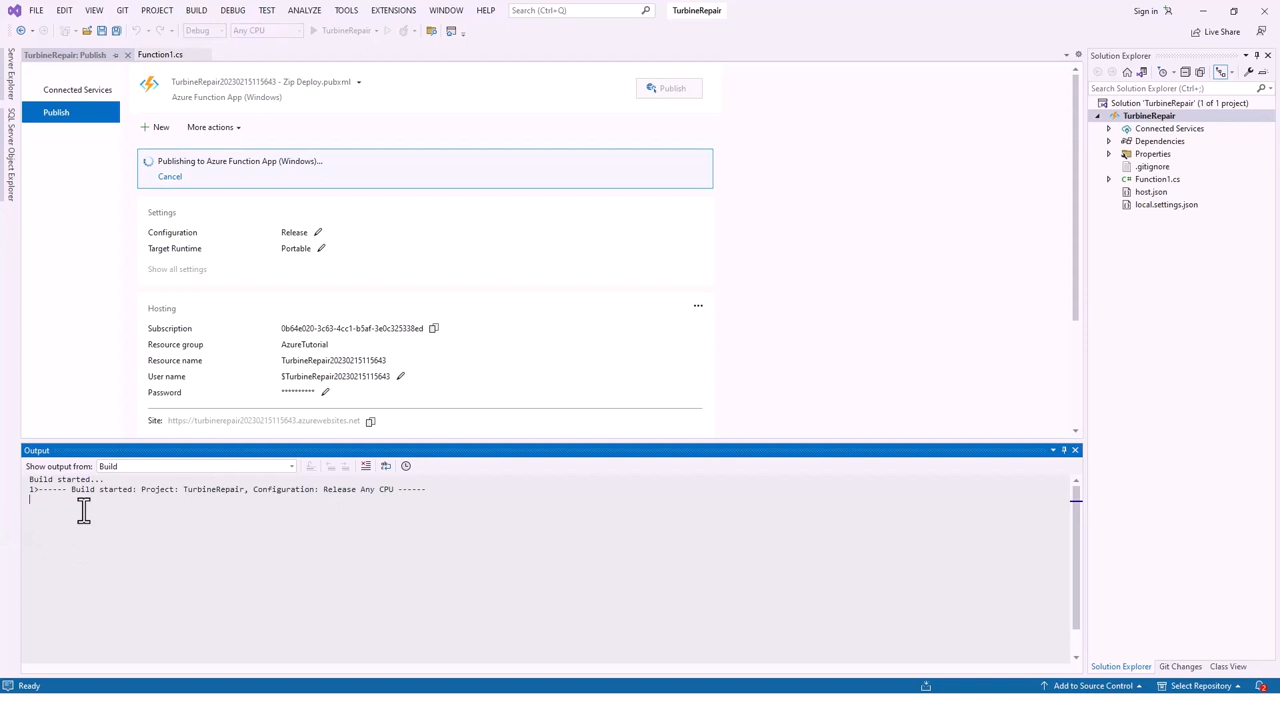 FILE EDIT VIEW GIT PROJECT BUILD DEBUG TEST ANALYZE TOOLS EXTENSIONS WINDOW HELP Search (Ctrl+Q) TurbineRepair Sign in
Debug Any CPU TurbineRepair Live Share
TurbineRepair: Publish Function1.cs
Server Explorer
SQL Server Object Explorer
Connected Services
Publish
TurbineRepair20230215115643 - Zip Deploy.pubxml
Azure Function App (Windows)
Publish
New More actions
Publishing to Azure Function App (Windows)...
Cancel
Settings
Configuration Release
Target Runtime Portable
Show all settings
Hosting
Subscription 0b64e020-3c63-4cc1-b5af-3e0c325338ed
Resource group AzureTutorial
Resource name TurbineRepair20230215115643
User name $TurbineRepair20230215115643
Password **********
Site: https://turbinerepair20230215115643.azurewebsites.net
Solution Explorer
Search Solution Explorer (Ctrl+;)
Solution 'TurbineRepair' (1 of 1 project)
TurbineRepair
Connected Services
Dependencies
Properties
.gitignore
Function1.cs
host.json
local.settings.json
Output
Show output from: Build
Build started...
1>------ Build started: Project: TurbineRepair, Configuration: Release Any CPU ------
Solution Explorer Git Changes Class View
Ready Add to Source Control Select Repository 2